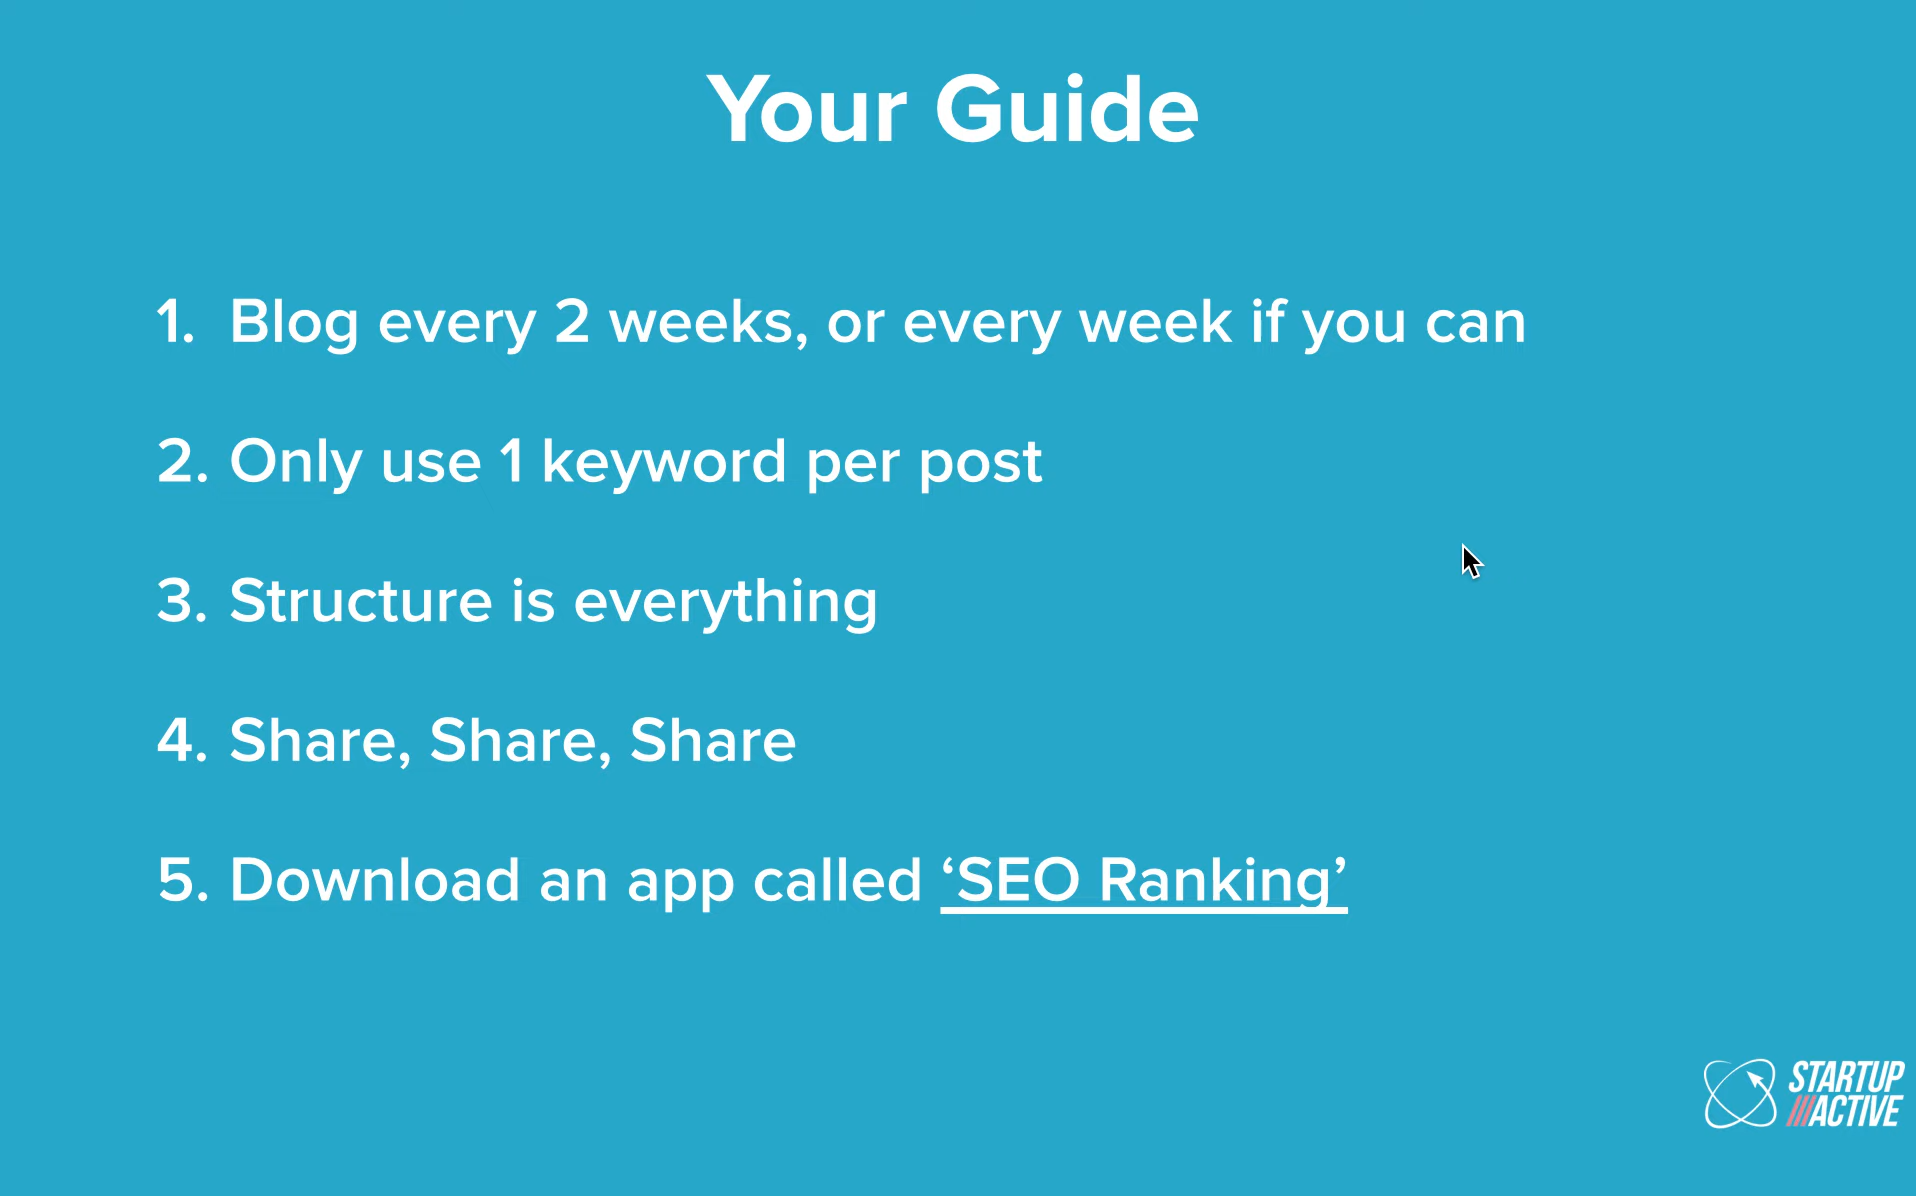 Your Guide
1. Blog every 2 weeks, or every week if you can
2. Only use 1 keyword per post
3. Structure is everything
4. Share, Share, Share
5. Download an app called ‘SEO Ranking’
STARTUP
ACTIVE